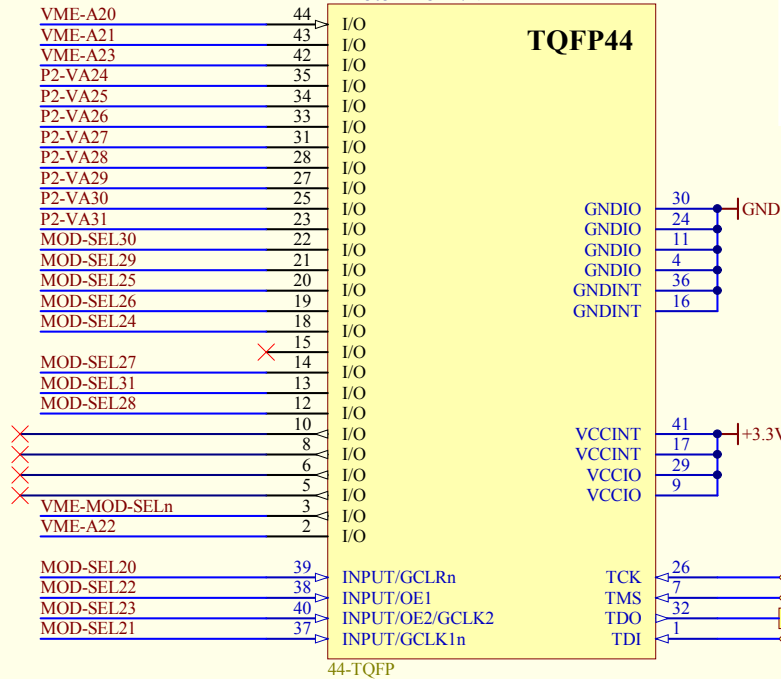 TQFP44
VME-A20 44 I/O
VME-A21 43 I/O
VME-A23 42 I/O
P2-VA24 35 I/O
P2-VA25 34 I/O
P2-VA26 33 I/O
P2-VA27 31 I/O
P2-VA28 28 I/O
P2-VA29 27 I/O
P2-VA30 25 I/O
P2-VA31 23 I/O
MOD-SEL30 22 I/O
MOD-SEL29 21 I/O
MOD-SEL25 20 I/O
MOD-SEL26 19 I/O
MOD-SEL24 18 I/O
15 I/O
MOD-SEL27 14 I/O
MOD-SEL31 13 I/O
MOD-SEL28 12 I/O
10 I/O
8 I/O
6 I/O
5 I/O
VME-MOD-SELn 3 I/O
VME-A22 2 I/O
MOD-SEL20 39 INPUT/GCLRn
MOD-SEL22 38 INPUT/OE1
MOD-SEL23 40 INPUT/OE2/GCLK2
MOD-SEL21 37 INPUT/GCLK1n
GNDIO 30 GND
GNDIO 24
GNDIO 11
GNDIO 4
GNDINT 36
GNDINT 16
VCCINT 41 +3.3V
VCCINT 17
VCCIO 29
VCCIO 9
TCK 26
TMS 7
TDO 32
TDI 1
44-TQFP